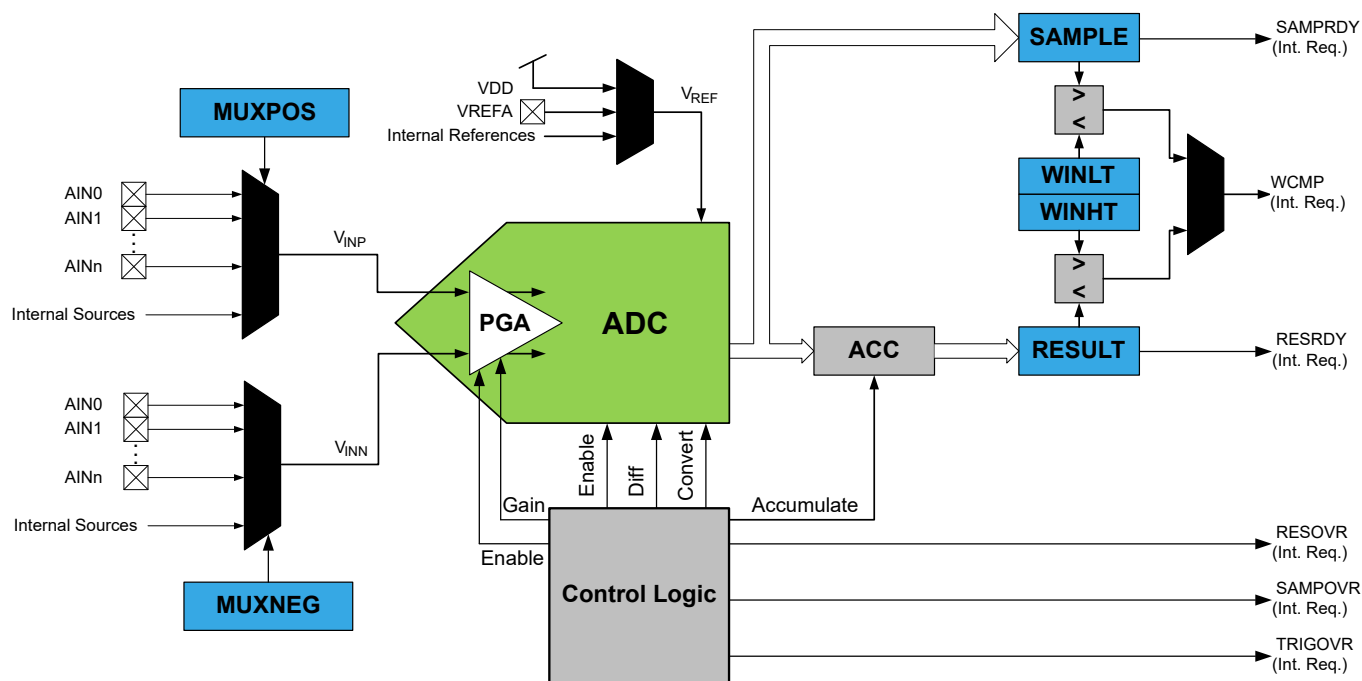 SAMPLE
SAMPRDY
(Int. Req.)
VDD
VREFA
Internal References
VREF
>
<
MUXPOS
WINLT
WINHT
WCMP
(Int. Req.)
AIN0
AIN1
AINn
Internal Sources
VINP
>
<
PGA
ADC
ACC
RESULT
RESRDY
(Int. Req.)
AIN0
AIN1
AINn
Internal Sources
VINN
Enable
Diff
Convert
Gain
Enable
Accumulate
Control Logic
RESOVR
(Int. Req.)
SAMPOVR
(Int. Req.)
TRIGOVR
(Int. Req.)
MUXNEG